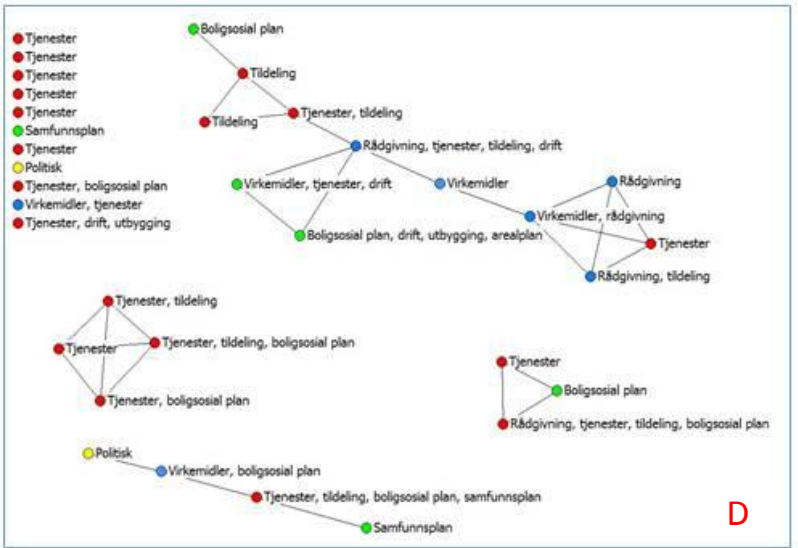 Tjenester
Tjenester
Tjenester
Tjenester
Tjenester
Samfunnsplan
Tjenester
Politisk
Tjenester, boligsosial plan
Virkemidler, tjenester
Tjenester, drift, utbygging
Boligsosial plan
Tildeling
Tjenester, tildeling
Tildeling
Rådgivning, tjenester, tildeling, drift
Virkemidler, tjenester, drift
Virkemidler
Rådgivning
Virkemidler, rådgivning
Boligsosial plan, drift, utbygging, arealplan
Tjenester
Rådgivning, tildeling
Tjenester, tildeling
Tjenester
Tjenester, tildeling, boligsosial plan
Tjenester, boligsosial plan
Tjenester
Boligsosial plan
Rådgivning, tjenester, tildeling, boligsosial plan
Politisk
Virkemidler, boligsosial plan
Tjenester, tildeling, boligsosial plan, samfunnsplan
Samfunnsplan
D